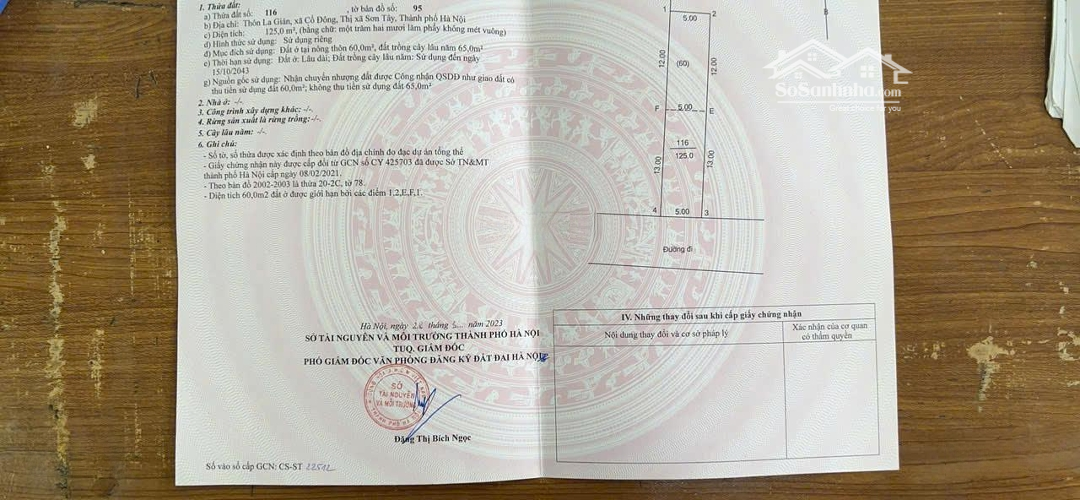 1. Thửa đất:
a) Thửa đất số: 116 , tờ bản đồ số: 95
b) Địa chỉ: Thôn La Gián, xã Cổ Đông, Thị xã Sơn Tây, Thành phố Hà Nội
c) Diện tích: 125,0 m², (bằng chữ: một trăm hai mươi lăm phẩy không mét vuông)
d) Hình thức sử dụng: Sử dụng riêng
đ) Mục đích sử dụng: Đất ở tại nông thôn 60,0m²; đất trồng cây lâu năm 65,0m²
e) Thời hạn sử dụng: Đất ở: Lâu dài; Đất trồng cây lâu năm: Sử dụng đến ngày
15/10/2043
g) Nguồn gốc sử dụng: Nhận chuyển nhượng đất được Công nhận QSDĐ như giao đất có
thu tiền sử dụng đất 60,0m²; không thu tiền sử dụng đất 65,0m²
2. Nhà ở: -/-
3. Công trình xây dựng khác: -/-
4. Rừng sản xuất là rừng trồng: -/-
5. Cây lâu năm: -/-
6. Ghi chú:
- Số tờ, số thửa được xác định theo bản đồ địa chính đo đạc dự án tổng thể
- Giấy chứng nhận này được cấp đổi từ GCN số CY 425703 đã được Sở TN&MT
thành phố Hà Nội cấp ngày 08/02/2021.
- Theo bản đồ 2002-2003 là thửa 20-2C, tờ 78.
- Diện tích 60,0m2 đất ở được giới hạn bởi các điểm 1,2,E,F,1.
Hà Nội, ngày tháng năm 2023
SỞ TÀI NGUYÊN VÀ MÔI TRƯỜNG THÀNH PHỐ HÀ NỘI
TUQ. GIÁM ĐỐC
PHÓ GIÁM ĐỐC VĂN PHÒNG ĐĂNG KÝ ĐẤT ĐAI HÀ NỘI
SỞ
TÀI NGUYÊN
VÀ MÔI TRƯỜNG
Đặng Thị Bích Ngọc
Số vào sổ cấp GCN: CS-ST 22512
1
5.00
2
12.00
(60)
12.00
F
5.00
E
116
125.0
13.00
13.00
4
5.00
3
Đường đi
B
SoSanNha.com
Great choice for you
IV. Những thay đổi sau khi cấp giấy chứng nhận
Nội dung thay đổi và cơ sở pháp lý
Xác nhận của cơ quan
có thẩm quyền